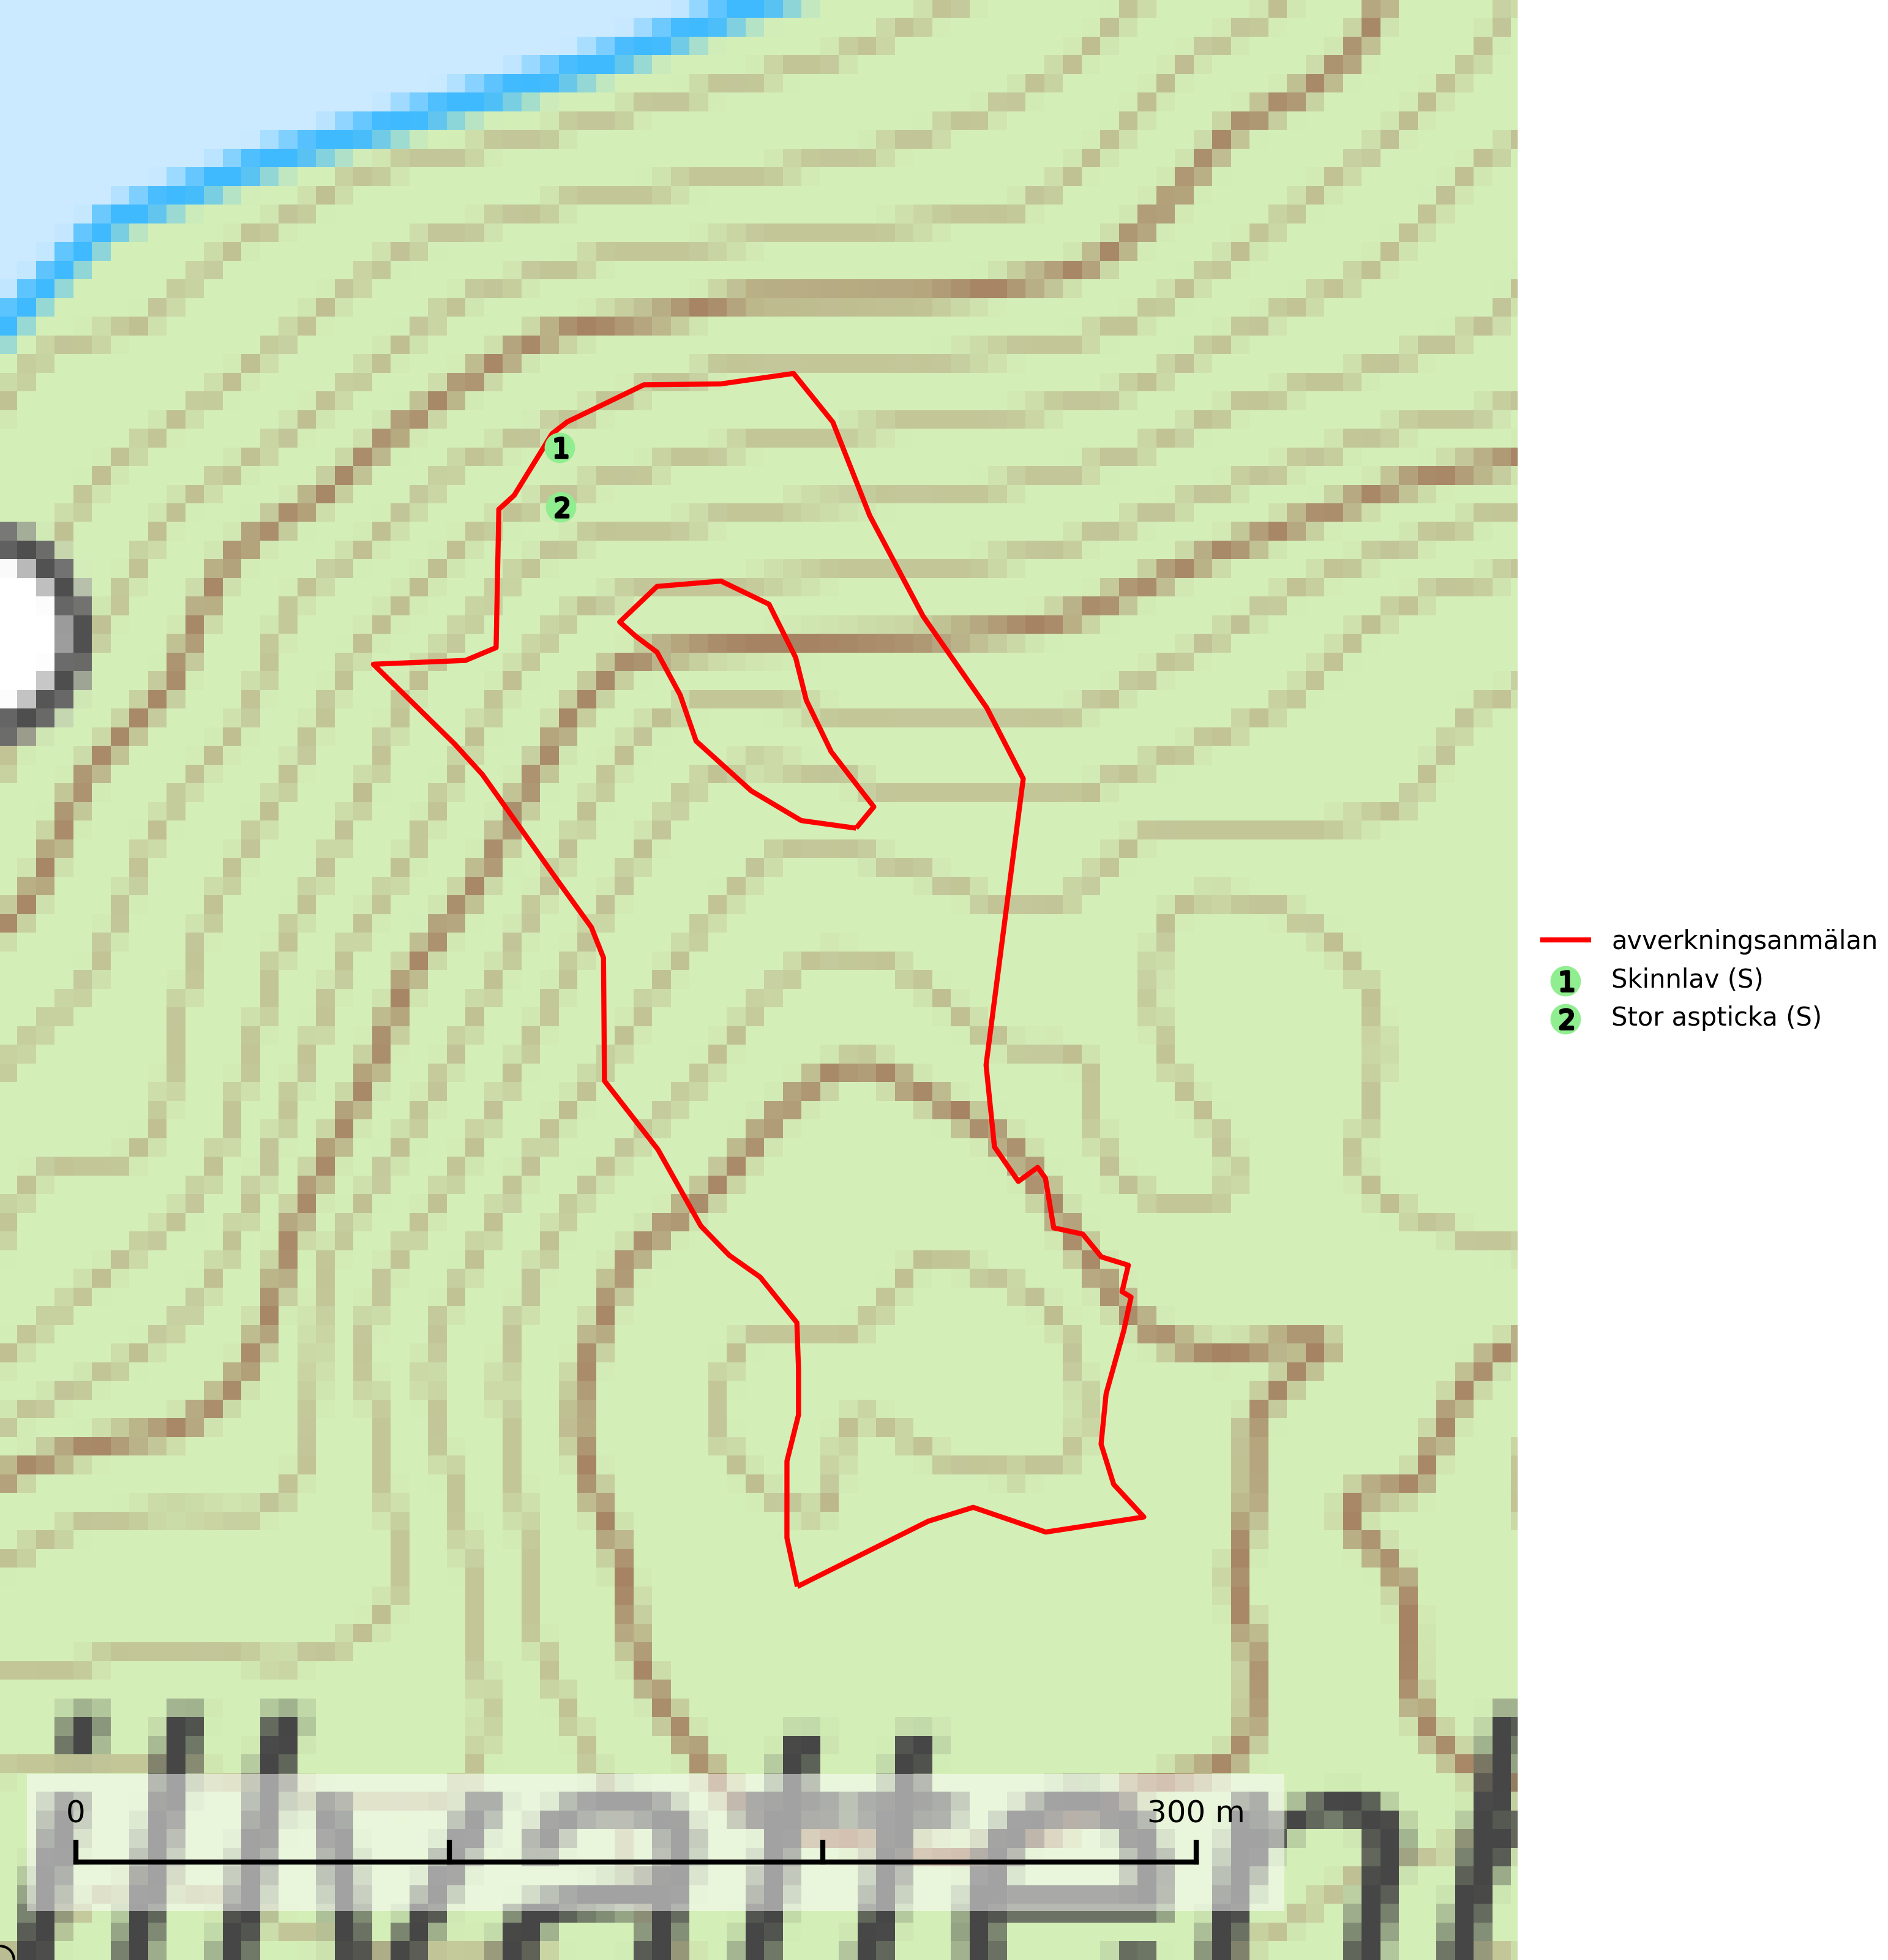 avverkningsanmälan
1 Skinnlav (S)
2 Stor aspticka (S)
1
2
0 300 m